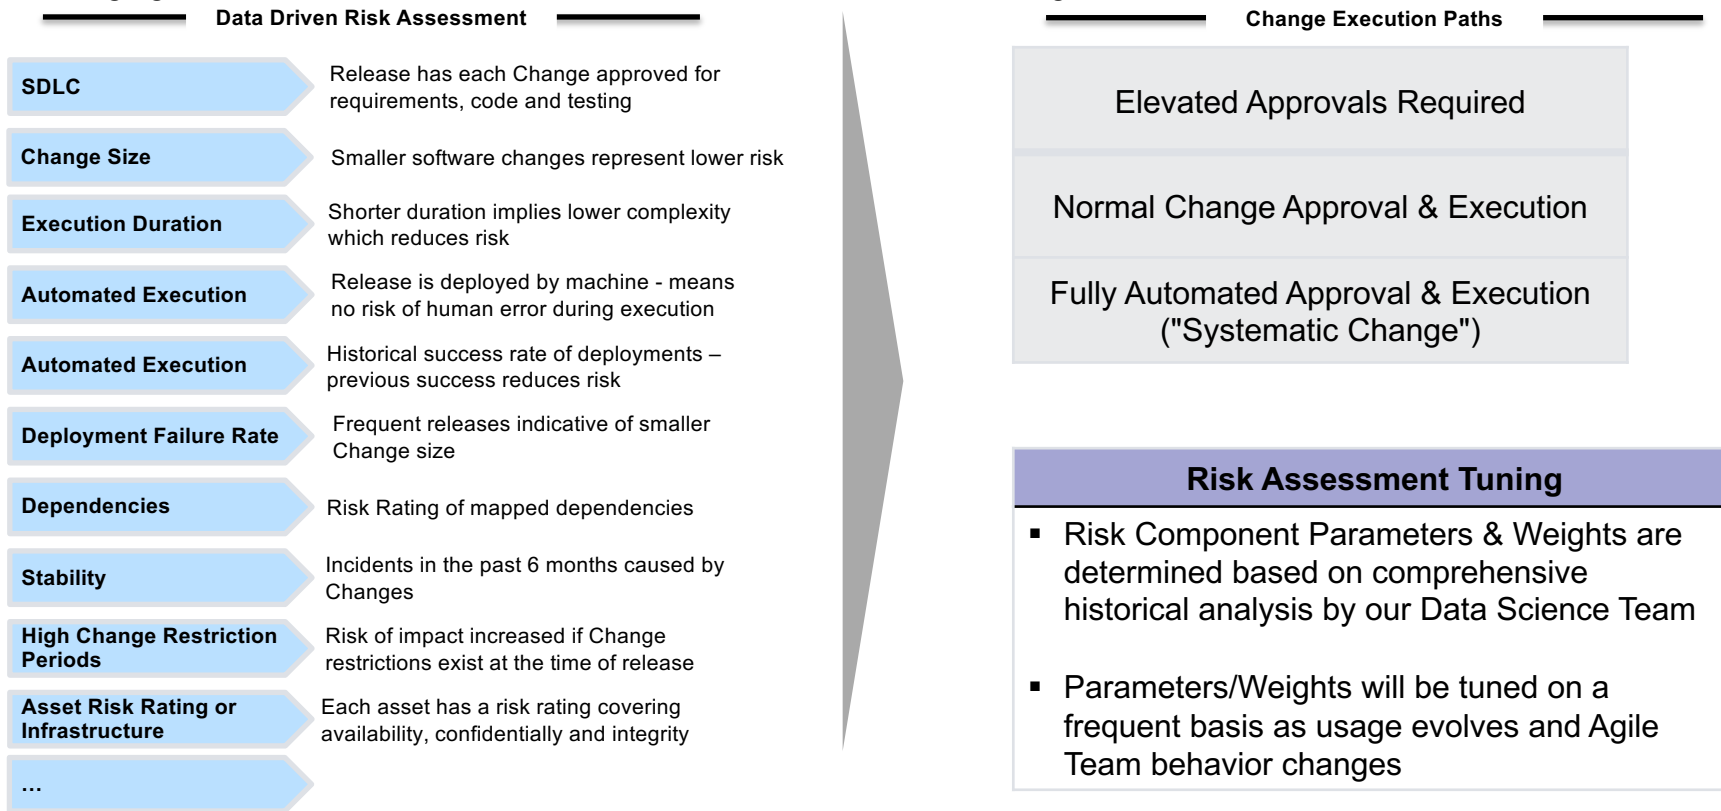 Data Driven Risk Assessment
SDLC
Release has each Change approved for
requirements, code and testing
Change Size
Smaller software changes represent lower risk
Execution Duration
Shorter duration implies lower complexity
which reduces risk
Automated Execution
Release is deployed by machine - means
no risk of human error during execution
Automated Execution
Historical success rate of deployments –
previous success reduces risk
Deployment Failure Rate
Frequent releases indicative of smaller
Change size
Dependencies
Risk Rating of mapped dependencies
Stability
Incidents in the past 6 months caused by
Changes
High Change Restriction
Periods
Risk of impact increased if Change
restrictions exist at the time of release
Asset Risk Rating or
Infrastructure
Each asset has a risk rating covering
availability, confidentially and integrity
...
Change Execution Paths
Elevated Approvals Required
Normal Change Approval & Execution
Fully Automated Approval & Execution
("Systematic Change")
Risk Assessment Tuning
▪ Risk Component Parameters & Weights are
determined based on comprehensive
historical analysis by our Data Science Team
▪ Parameters/Weights will be tuned on a
frequent basis as usage evolves and Agile
Team behavior changes